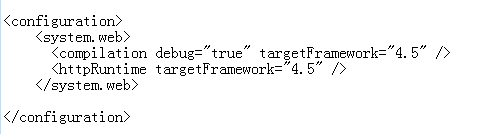 <configuration>
<system.web>
<compilation debug="true" targetFramework="4.5" />
<httpRuntime targetFramework="4.5" />
</system.web>
</configuration>